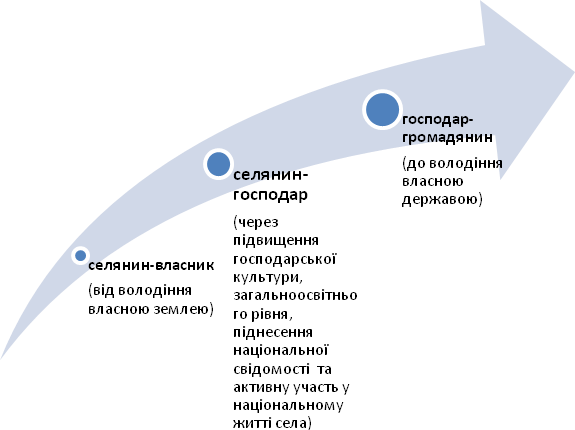 селянин-власник
(від володіння
власною землею)
селянин-
господар
(через
підвищення
господарської
культури,
загальноосвітньо
го рівня,
піднесення
національної
свідомості та
активну участь у
національному
житті села)
господар-
громадянин
(до володіння
власною
державою)